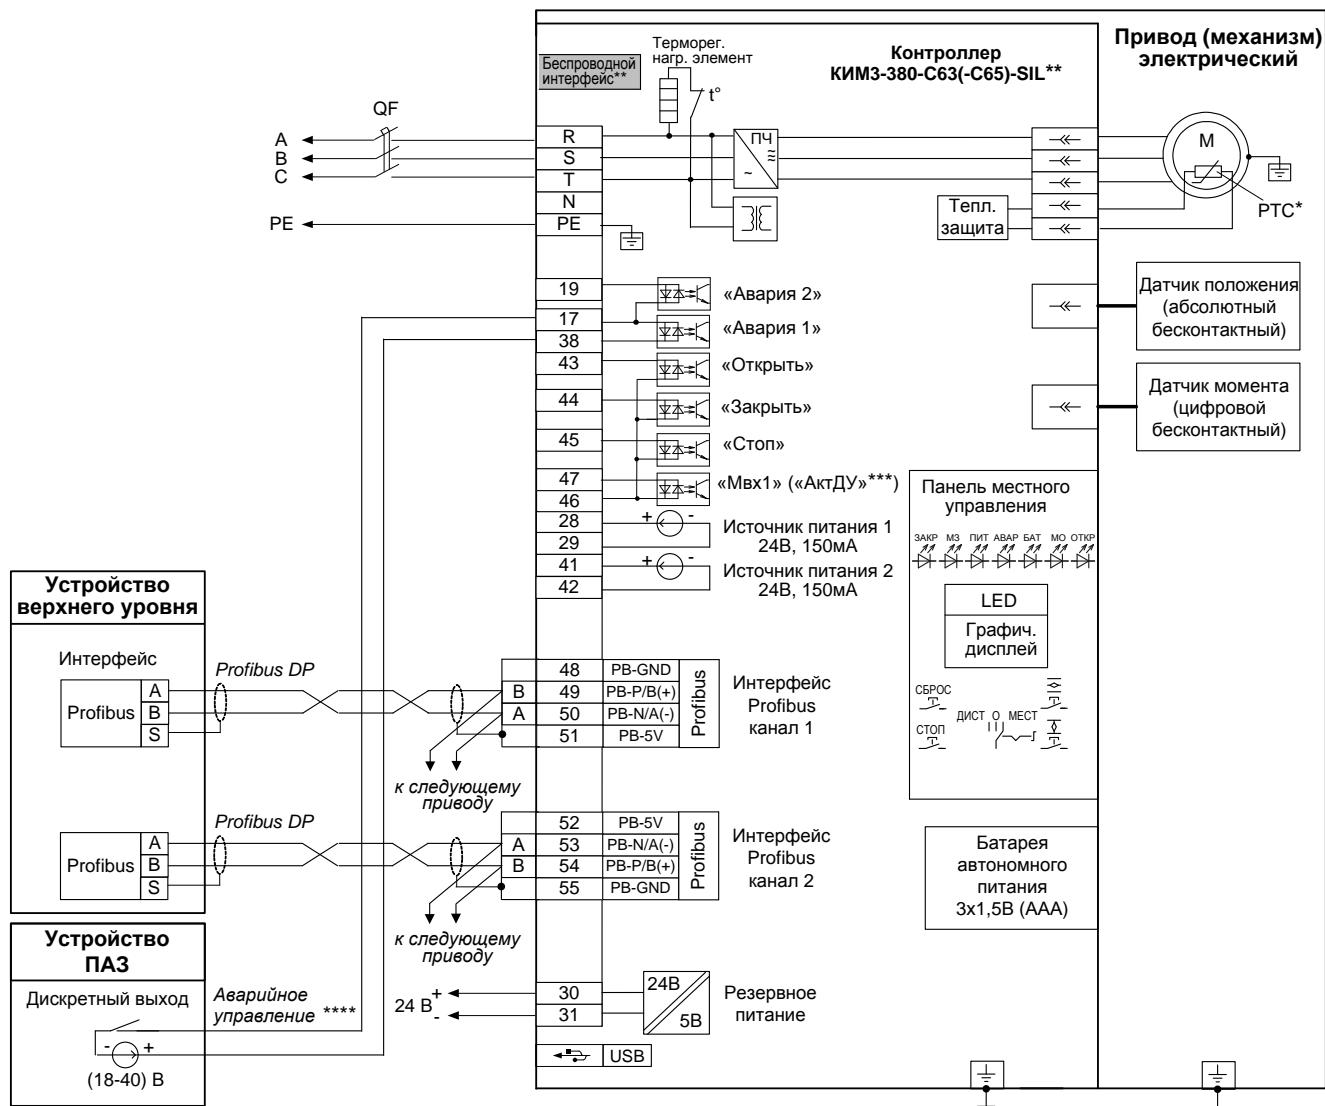 Привод (механизм)
электрический
Контроллер
КИМ3-380-С63(-С65)-SIL**
Беспроводной
интерфейс**
Терморег.
нагр. элемент
t°
QF
A
B
C
PE
R
S
T
N
PE
ПЧ
≈
~
M
PTC*
Тепл.
защита
19
17
38
43
44
45
47
46
28
29
41
42
«Авария 2»
«Авария 1»
«Открыть»
«Закрыть»
«Стоп»
«Мвх1» («АктДУ»***)
+ -
Источник питания 1
24В, 150мА
+ -
Источник питания 2
24В, 150мА
Датчик положения
(абсолютный
бесконтактный)
Датчик момента
(цифровой
бесконтактный)
Панель местного
управления
ЗАКР МЗ ПИТ АВАР БАТ МО ОТКР
LED
Графич.
дисплей
СБРОС
СТОП
ДИСТ О МЕСТ
Батарея
автономного
питания
3х1,5В (ААА)
Устройство
верхнего уровня
Интерфейс
Profibus
A
B
S
Profibus DP
B
A
48 PB-GND
49 PB-P/B(+)
50 PB-N/A(-)
51 PB-5V
Profibus
Интерфейс
Profibus
канал 1
к следующему
приводу
Profibus
A
B
S
Profibus DP
A
B
52 PB-5V
53 PB-N/A(-)
54 PB-P/B(+)
55 PB-GND
Profibus
Интерфейс
Profibus
канал 2
к следующему
приводу
Устройство
ПАЗ
Дискретный выход
- +
(18-40) В
Аварийное
управление ****
24 В
+
-
30
31
24В
5В
Резервное
питание
USB